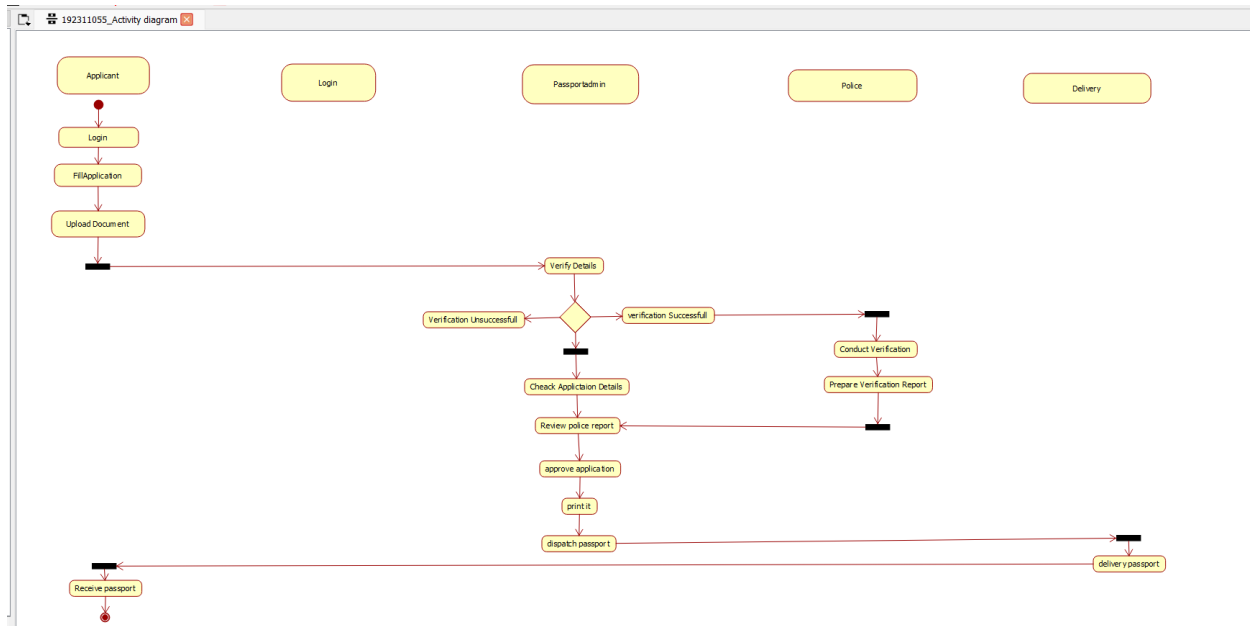 192311055_Activity diagram
Applicant
Login
Passportadmin
Police
Delivery
Login
FillApplication
Upload Document
Verify Details
Verification Unsuccessfull
verification Successfull
Conduct Verification
Cheack Applictaion Details
Prepare Verification Report
Review police report
approve application
print it
dispatch passport
delivery passport
Receive passport